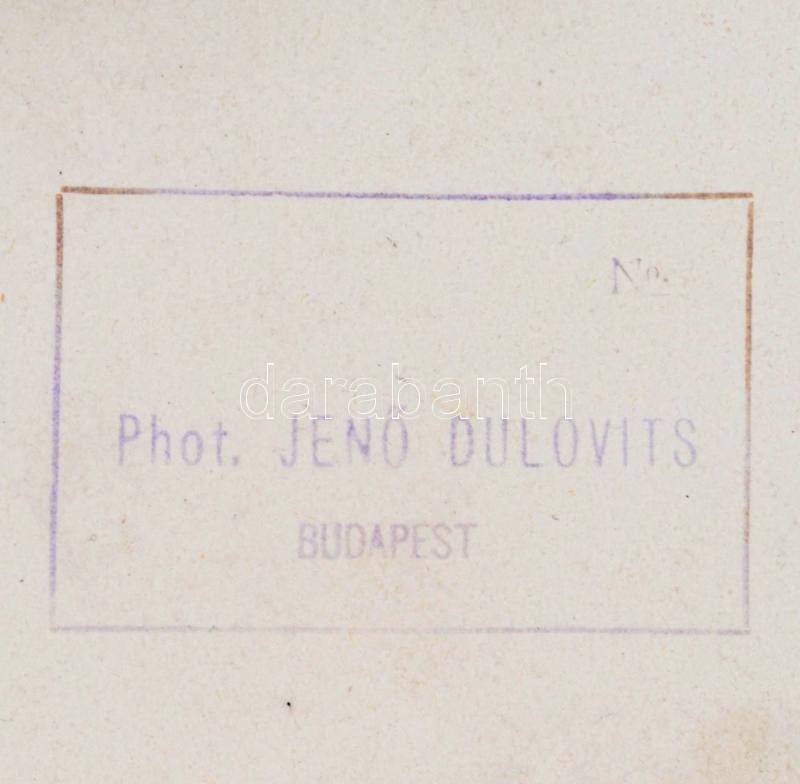 No.
darabanth
Phot. JENŐ DULOVITS
BUDAPEST